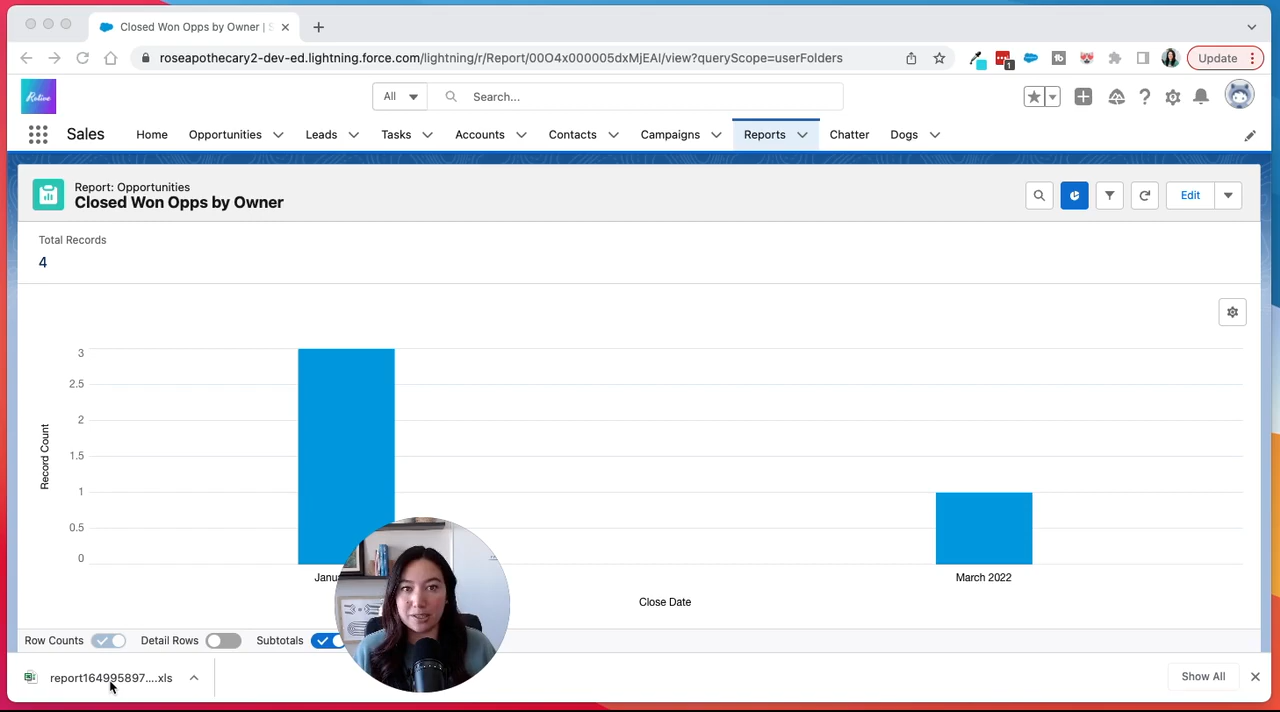 Closed Won Opps by Owner | S
roseapothecary2-dev-ed.lightning.force.com/lightning/r/Report/00O4x000005dxMjEAI/view?queryScope=userFolders
1
Update
Rotive
All
Search...
Sales
Home
Opportunities
Leads
Tasks
Accounts
Contacts
Campaigns
Reports
Chatter
Dogs
Report: Opportunities
Closed Won Opps by Owner
Edit
Total Records
4
3
2.5
2
1.5
1
0.5
0
Record Count
Janu
March 2022
Close Date
Row Counts
Detail Rows
Subtotals
report164995897....xls
Show All